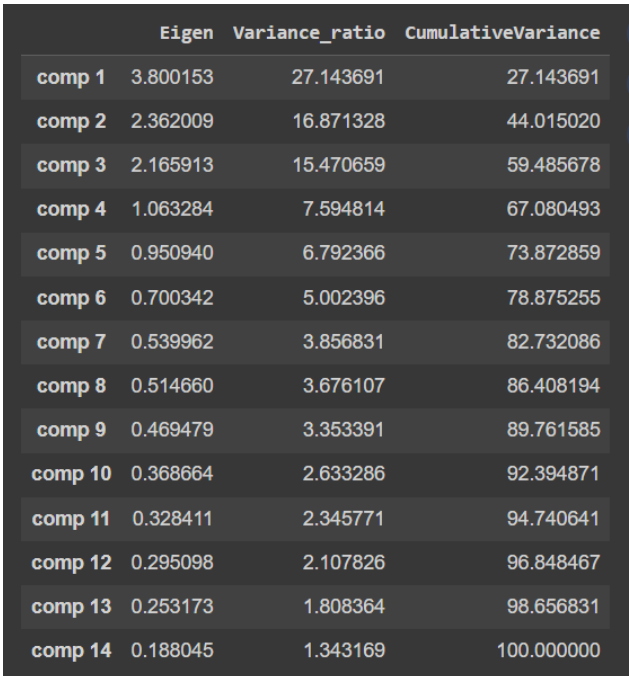 Eigen Variance_ratio CumulativeVariance
comp 1 3.800153 27.143691 27.143691
comp 2 2.362009 16.871328 44.015020
comp 3 2.165913 15.470659 59.485678
comp 4 1.063284 7.594814 67.080493
comp 5 0.950940 6.792366 73.872859
comp 6 0.700342 5.002396 78.875255
comp 7 0.539962 3.856831 82.732086
comp 8 0.514660 3.676107 86.408194
comp 9 0.469479 3.353391 89.761585
comp 10 0.368664 2.633286 92.394871
comp 11 0.328411 2.345771 94.740641
comp 12 0.295098 2.107826 96.848467
comp 13 0.253173 1.808364 98.656831
comp 14 0.188045 1.343169 100.000000